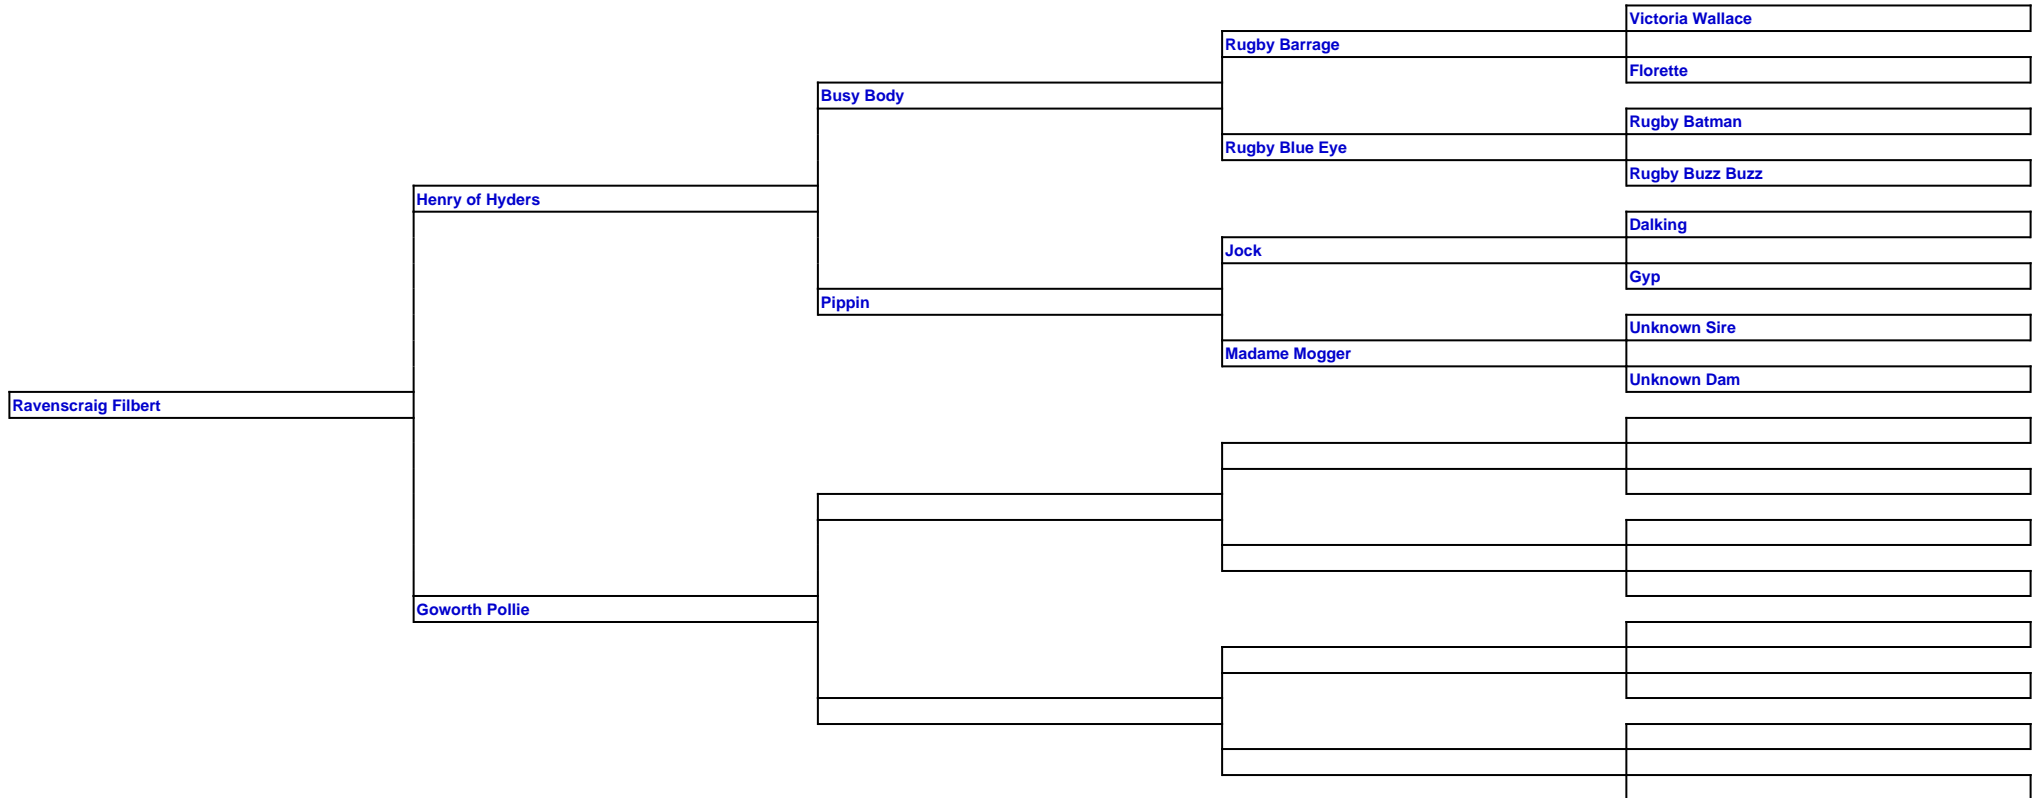 Victoria Wallace
Rugby Barrage
Florette
Busy Body
Rugby Batman
Rugby Blue Eye
Rugby Buzz Buzz
Henry of Hyders
Dalking
Jock
Gyp
Pippin
Unknown Sire
Madame Mogger
Unknown Dam
Ravenscraig Filbert
Goworth Pollie